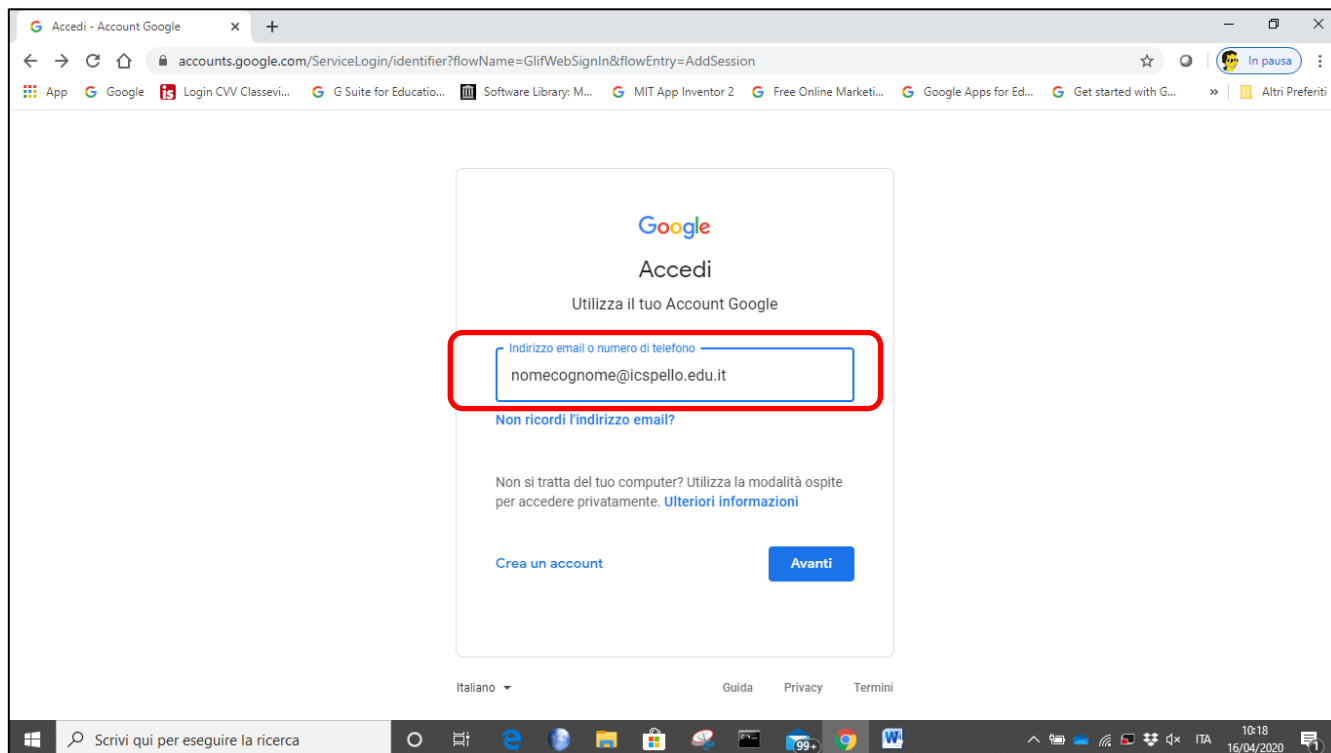 Accedi - Account Google
accounts.google.com/ServiceLogin/identifier?flowName=GlifWebSignIn&flowEntry=AddSession
In pausa
App Google Login CVV Classevi... G Suite for Educatio... Software Library: M... MIT App Inventor 2 Free Online Marketi... Google Apps for Ed... Get started with G... » Altri Preferiti
Google
Accedi
Utilizza il tuo Account Google
Indirizzo email o numero di telefono
nomecognome@icspello.edu.it
Non ricordi l'indirizzo email?
Non si tratta del tuo computer? Utilizza la modalità ospite
per accedere privatamente. Ulteriori informazioni
Crea un account
Avanti
Italiano
Guida Privacy Termini
Scrivi qui per eseguire la ricerca
99+
ITA
10:18
16/04/2020